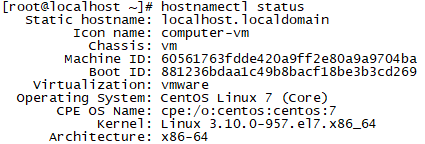 [root@localhost ~]# hostnamectl status
Static hostname: localhost.localdomain
Icon name: computer-vm
Chassis: vm
Machine ID: 60561763fdde420a9ff2e80a9a9704ba
Boot ID: 881236bdaa1c49b8bacf18be3b3cd269
Virtualization: vmware
Operating System: CentOS Linux 7 (Core)
CPE OS Name: cpe:/o:centos:centos:7
Kernel: Linux 3.10.0-957.el7.x86_64
Architecture: x86-64